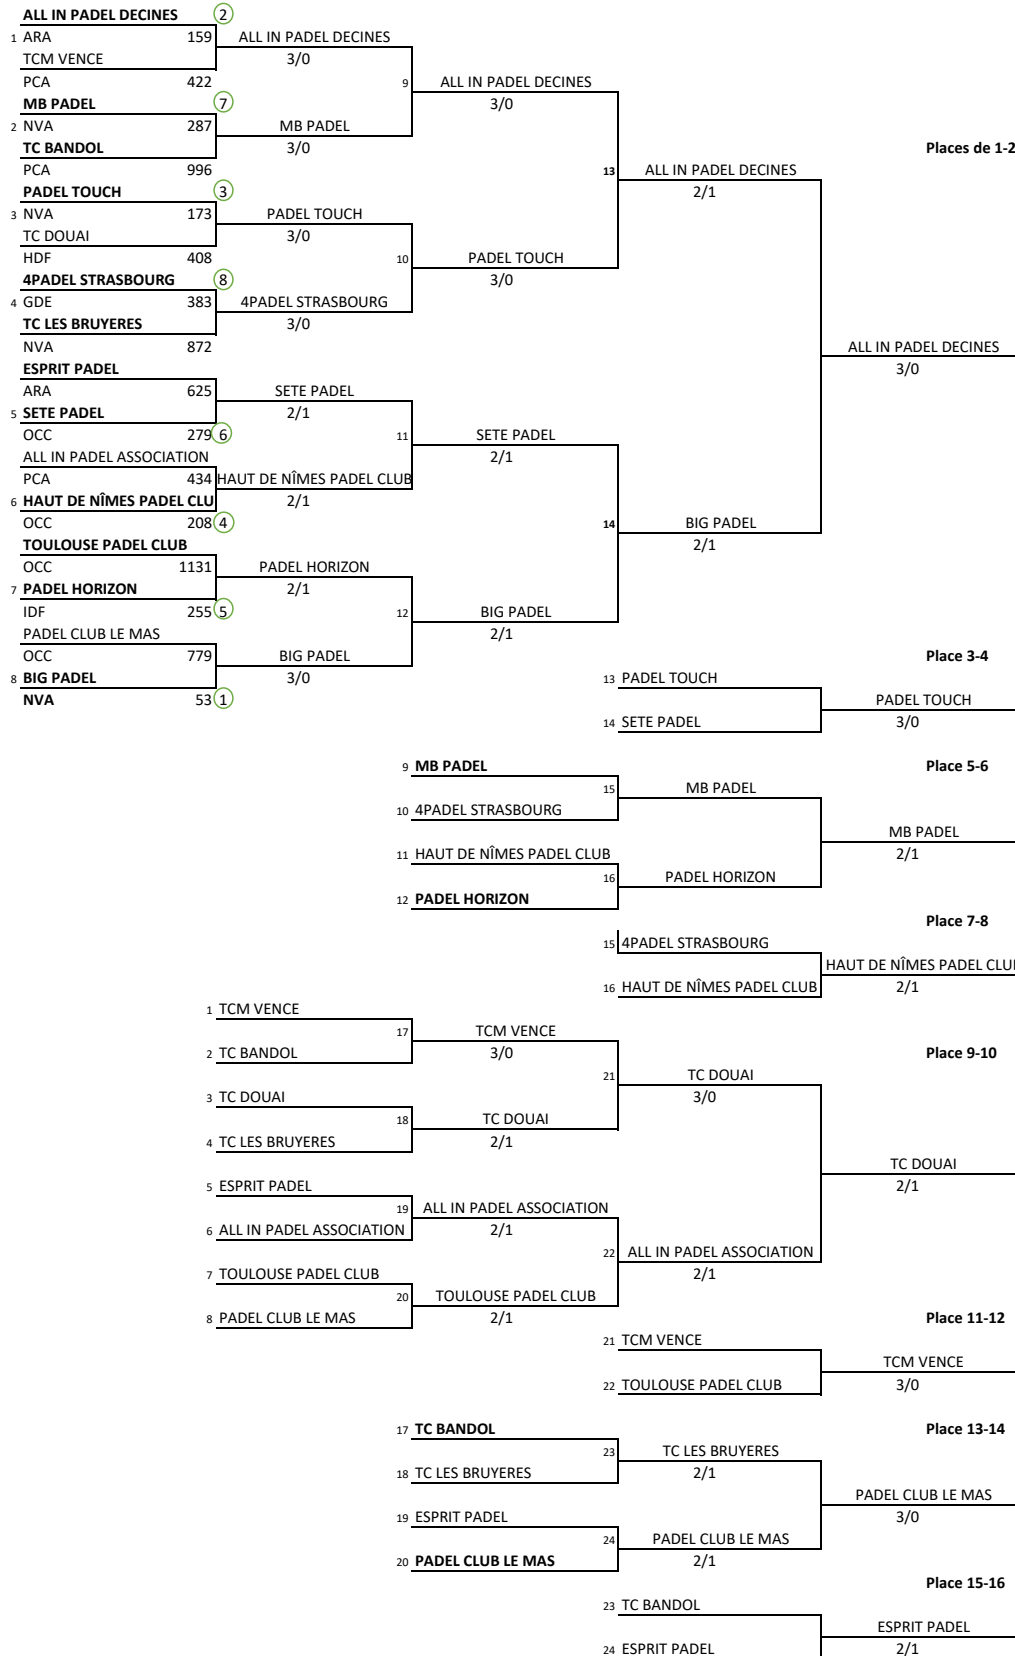 ALL IN PADEL DECINES 2
1 ARA 159 ALL IN PADEL DECINES
TCM VENCE 3/0
PCA 422 9 ALL IN PADEL DECINES
MB PADEL 7 3/0
2 NVA 287 MB PADEL
TC BANDOL 3/0 Places de 1-2
PCA 996 13 ALL IN PADEL DECINES
PADEL TOUCH 3 2/1
3 NVA 173 PADEL TOUCH
TC DOUAI 3/0
HDF 408 10 PADEL TOUCH
4PADEL STRASBOURG 8 3/0
4 GDE 383 4PADEL STRASBOURG
TC LES BRUYERES 3/0
NVA 872 ALL IN PADEL DECINES
ESPRIT PADEL 3/0
ARA 625 SETE PADEL
5 SETE PADEL 2/1
OCC 279 6 11 SETE PADEL
ALL IN PADEL ASSOCIATION 2/1
PCA 434 HAUT DE NÎMES PADEL CLUB
6 HAUT DE NÎMES PADEL CLU 2/1
OCC 208 4 14 BIG PADEL
TOULOUSE PADEL CLUB 2/1
OCC 1131 PADEL HORIZON
7 PADEL HORIZON 2/1
IDF 255 5 12 BIG PADEL
PADEL CLUB LE MAS 2/1
OCC 779 BIG PADEL Place 3-4
8 BIG PADEL 3/0 13 PADEL TOUCH
NVA 53 1 PADEL TOUCH
14 SETE PADEL 3/0
9 MB PADEL Place 5-6
15 MB PADEL
10 4PADEL STRASBOURG
MB PADEL
11 HAUT DE NÎMES PADEL CLUB 2/1
16 PADEL HORIZON
12 PADEL HORIZON
Place 7-8
15 4PADEL STRASBOURG
HAUT DE NÎMES PADEL CLUB
16 HAUT DE NÎMES PADEL CLUB 2/1
1 TCM VENCE
17 TCM VENCE
2 TC BANDOL 3/0 Place 9-10
21 TC DOUAI
3 TC DOUAI 3/0
18 TC DOUAI
4 TC LES BRUYERES 2/1
TC DOUAI
5 ESPRIT PADEL 2/1
19 ALL IN PADEL ASSOCIATION
6 ALL IN PADEL ASSOCIATION 2/1
22 ALL IN PADEL ASSOCIATION
7 TOULOUSE PADEL CLUB 2/1
20 TOULOUSE PADEL CLUB
8 PADEL CLUB LE MAS 2/1 Place 11-12
21 TCM VENCE
TCM VENCE
22 TOULOUSE PADEL CLUB 3/0
17 TC BANDOL Place 13-14
23 TC LES BRUYERES
18 TC LES BRUYERES 2/1
PADEL CLUB LE MAS
19 ESPRIT PADEL 3/0
24 PADEL CLUB LE MAS
20 PADEL CLUB LE MAS 2/1
Place 15-16
23 TC BANDOL
ESPRIT PADEL
24 ESPRIT PADEL 2/1